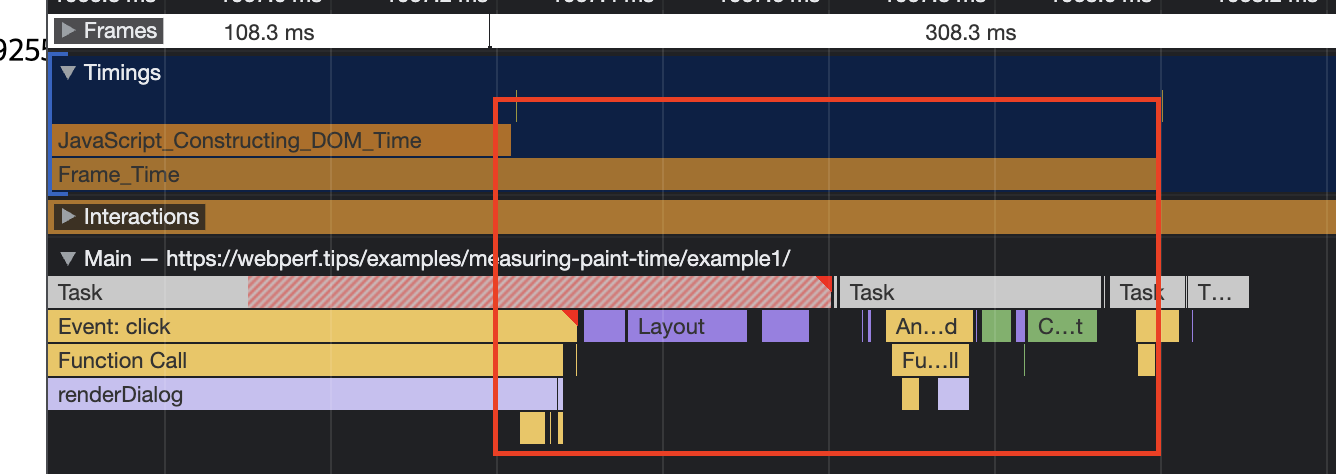 Frames
108.3 ms
308.3 ms
Timings
JavaScript_Constructing_DOM_Time
Frame_Time
Interactions
Main — https://webperf.tips/examples/measuring-paint-time/example1/
Task Task Task T...
Event: click Layout An...d C...t
Function Call Fu...ll
renderDialog